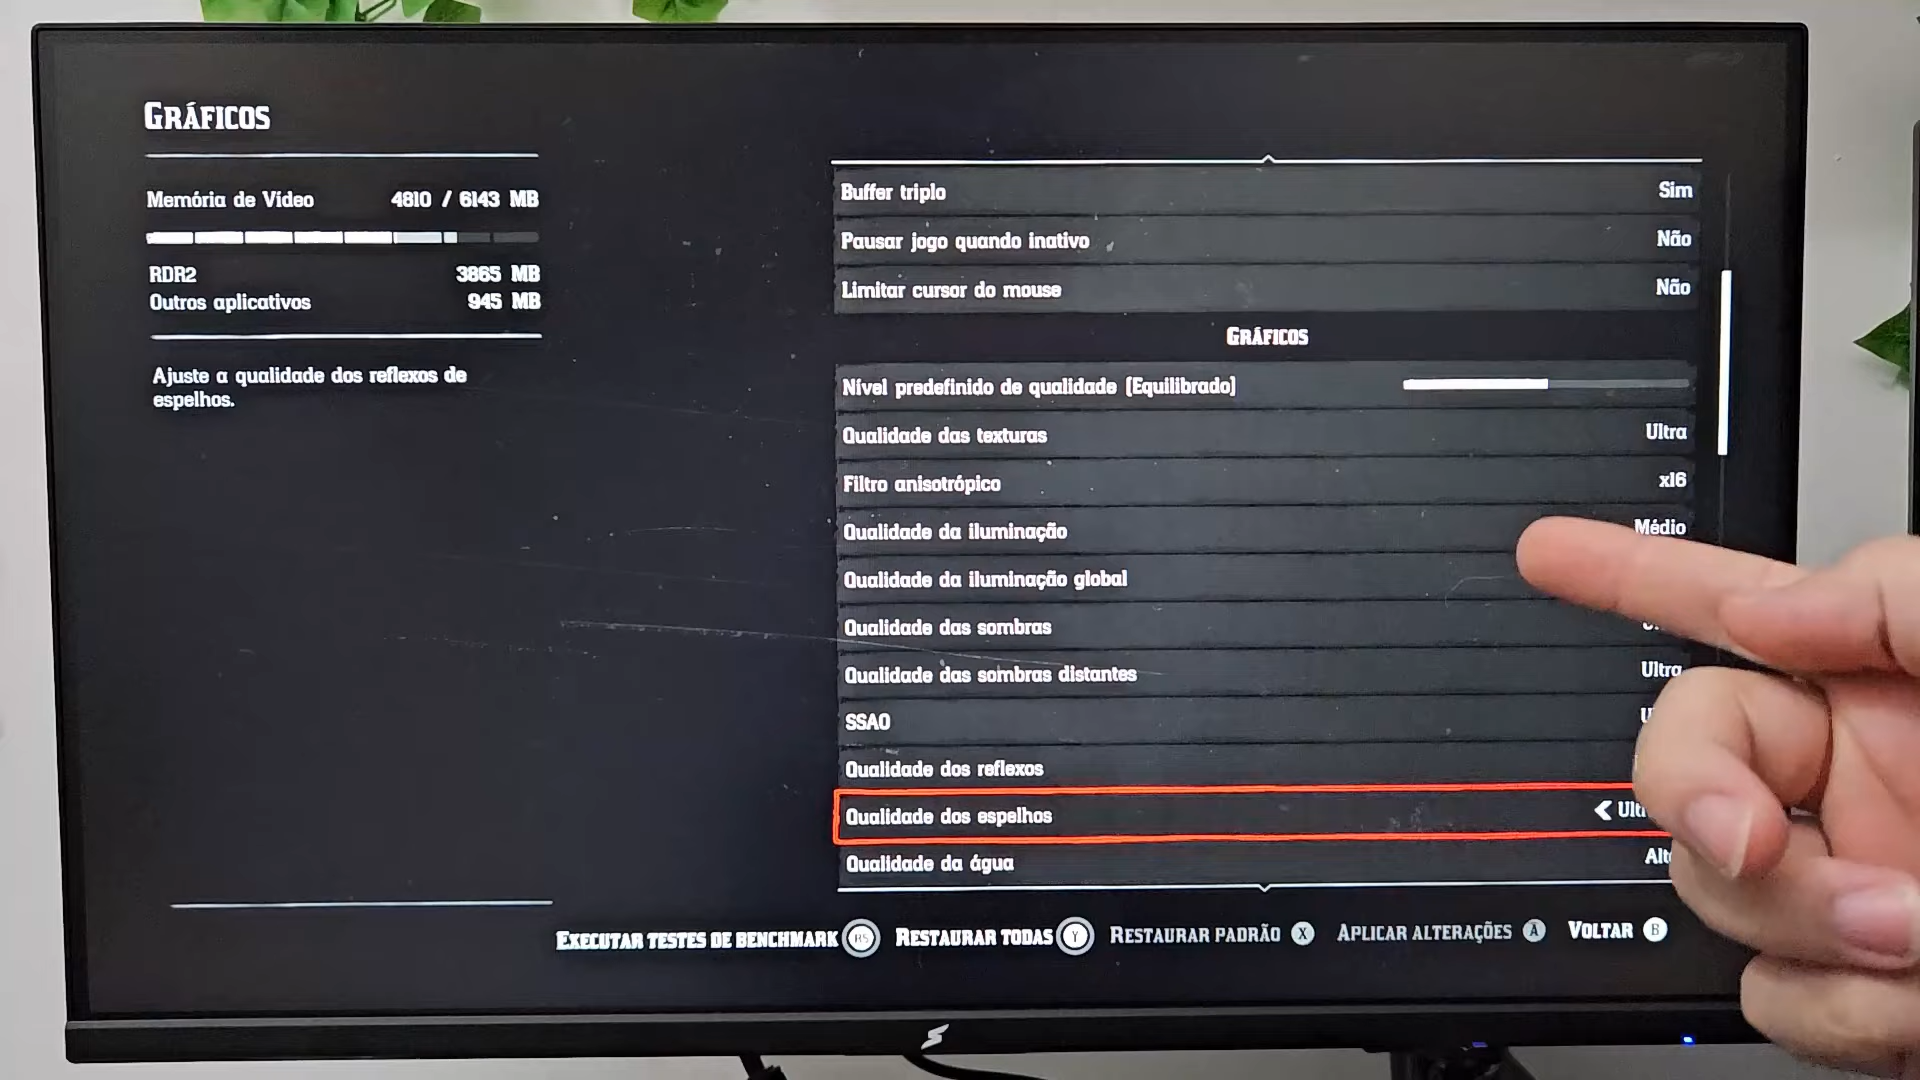 GRÁFICOS
Memória de Vídeo 4810 / 6143 MB
RDR2 3865 MB
Outros aplicativos 945 MB
Ajuste a qualidade dos reflexos de
espelhos.
Buffer triplo Sim
Pausar jogo quando inativo Não
Limitar cursor do mouse Não
GRÁFICOS
Nível predefinido de qualidade (Equilibrado)
Qualidade das texturas Ultra
Filtro anisotrópico x16
Qualidade da iluminação Médio
Qualidade da iluminação global
Qualidade das sombras
Qualidade das sombras distantes Ultra
SSAO
Qualidade dos reflexos
Qualidade dos espelhos
Qualidade da água
EXECUTAR TESTES DE BENCHMARK RS RESTAURAR TODAS Y RESTAURAR PADRÃO X APLICAR ALTERAÇÕES A VOLTAR B